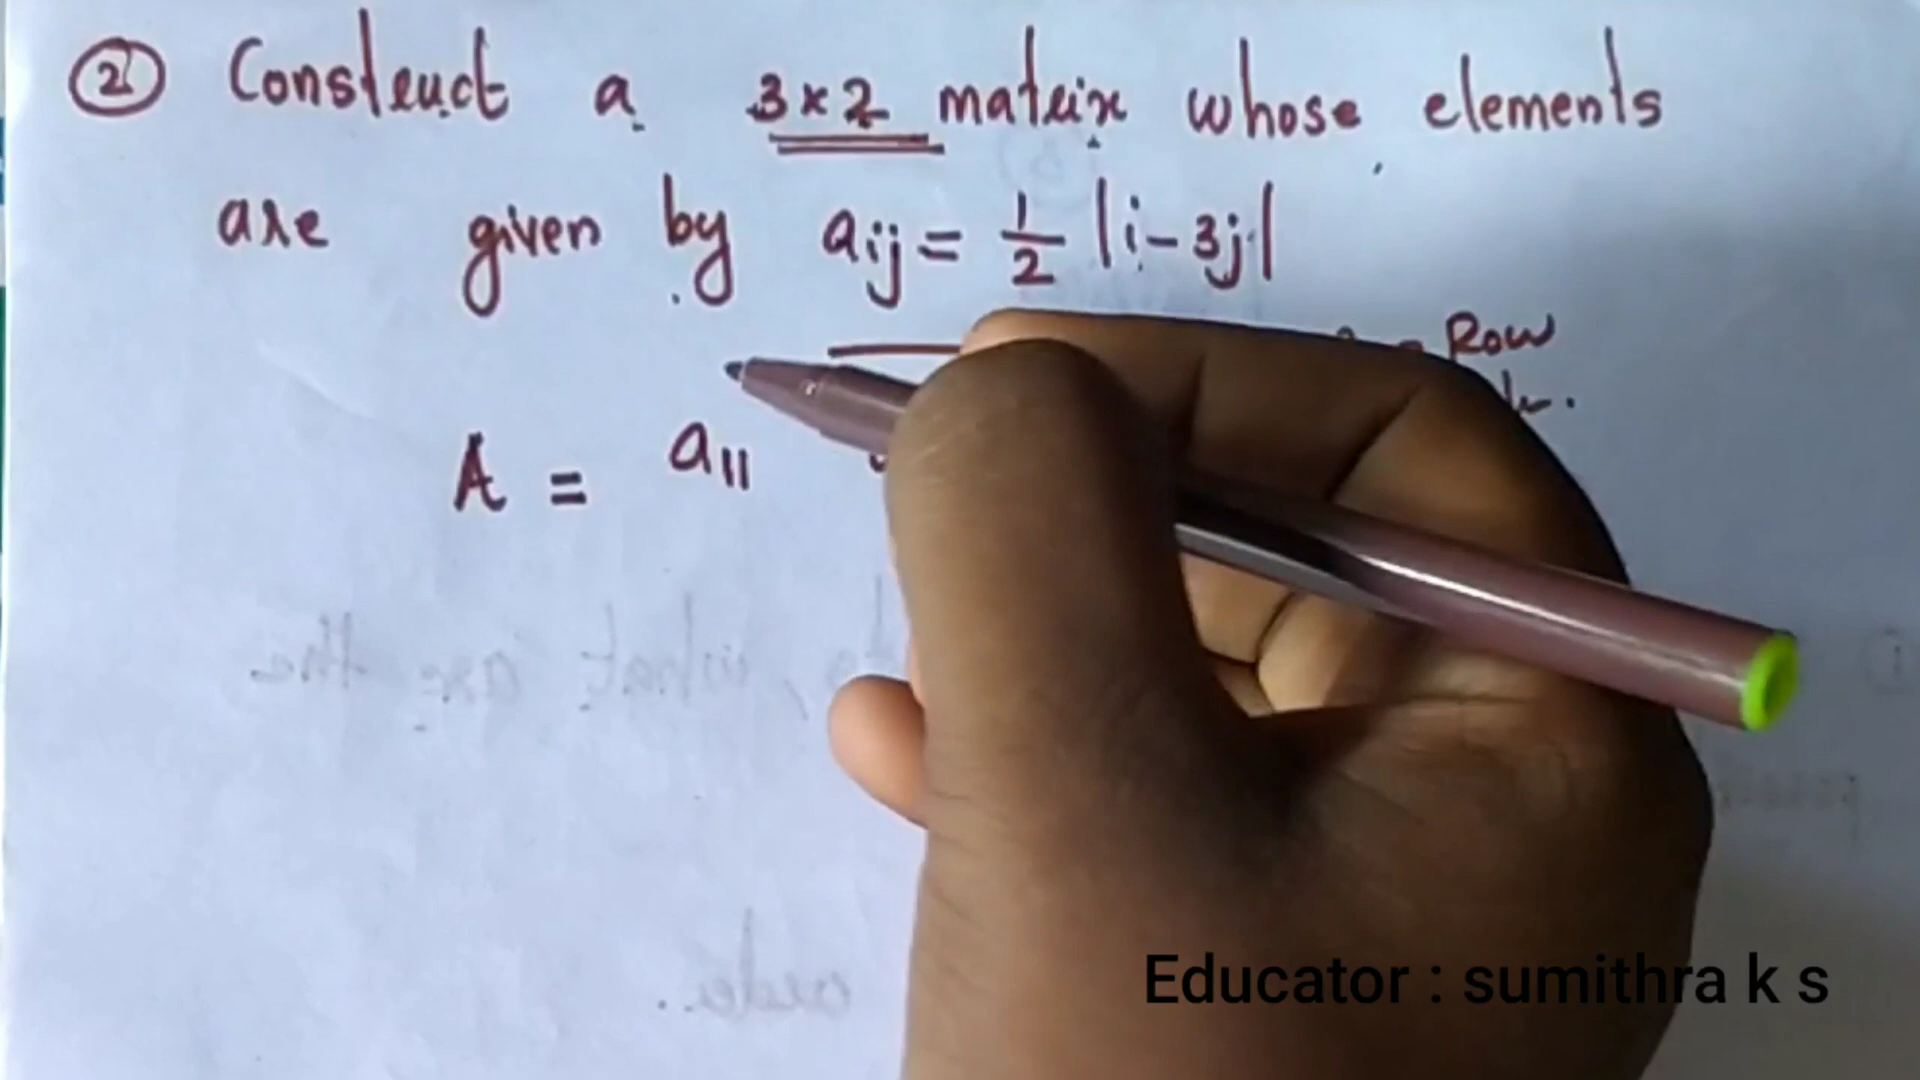 ② Construct a 3×2 matrix whose elements
are given by aij = 1/2 |i-3j|
Row
A = a11
Educator : sumithra k s